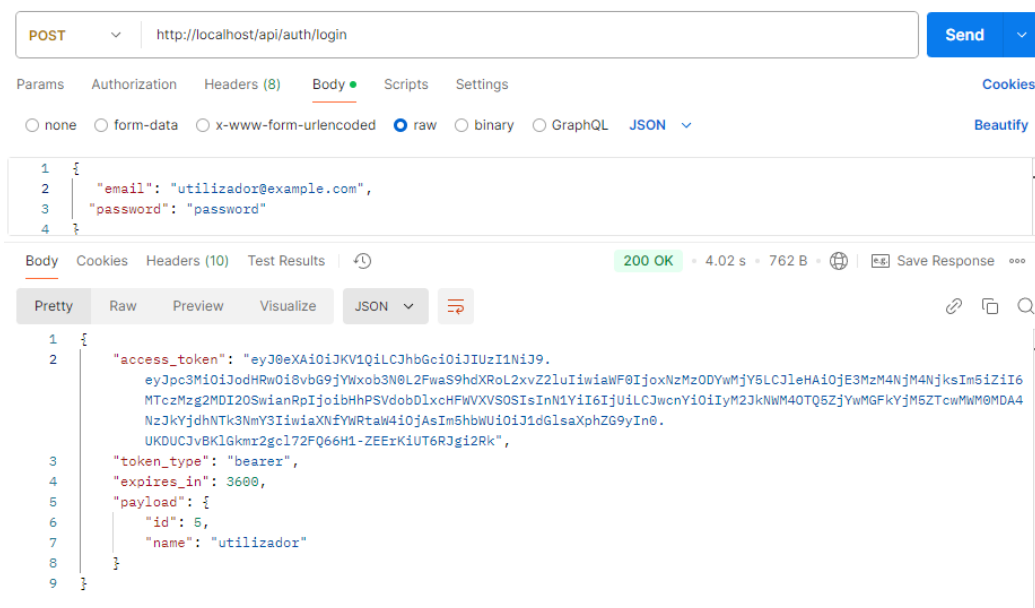 POST http://localhost/api/auth/login Send
Params Authorization Headers (8) Body Scripts Settings Cookies
none form-data x-www-form-urlencoded raw binary GraphQL JSON Beautify
1 {
2 "email": "utilizador@example.com",
3 "password": "password"
4 }
Body Cookies Headers (10) Test Results 200 OK 4.02 s 762 B e.g. Save Response
Pretty Raw Preview Visualize JSON
1 {
2 "access_token": "eyJ0eXAiOiJKV1QiLCJhbGciOiJIUzI1NiJ9.
eyJpc3MiOiJodHRwOi8vbG9jYWxob3N0L2FwaS9hdXRoL2xvZ2luIiwiaWF0IjoxNzMzODYwMjY5LCJleHAiOjE3MzM4NjM4NjksIm5iZiI6
MTczMzg2MDI2OSwianRpIjoibHhPSVdobDlxcHFWVXVSOSIsInN1YiI6IjUiLCJwcnYiOiIyM2JkNWM4OTQ5ZjYwMGFkYjM5ZTcwMWM0MDA4
NzJkYjdhNTk3NmY3IiwiaXNfYWRtaW4iOjAsIm5hbWUiOiJ1dGlsaXphZG9yIn0.
UKDUCJvBKlGkmr2gcl72FQ66H1-ZEErKiUT6RJgi2Rk",
3 "token_type": "bearer",
4 "expires_in": 3600,
5 "payload": {
6 "id": 5,
7 "name": "utilizador"
8 }
9 }